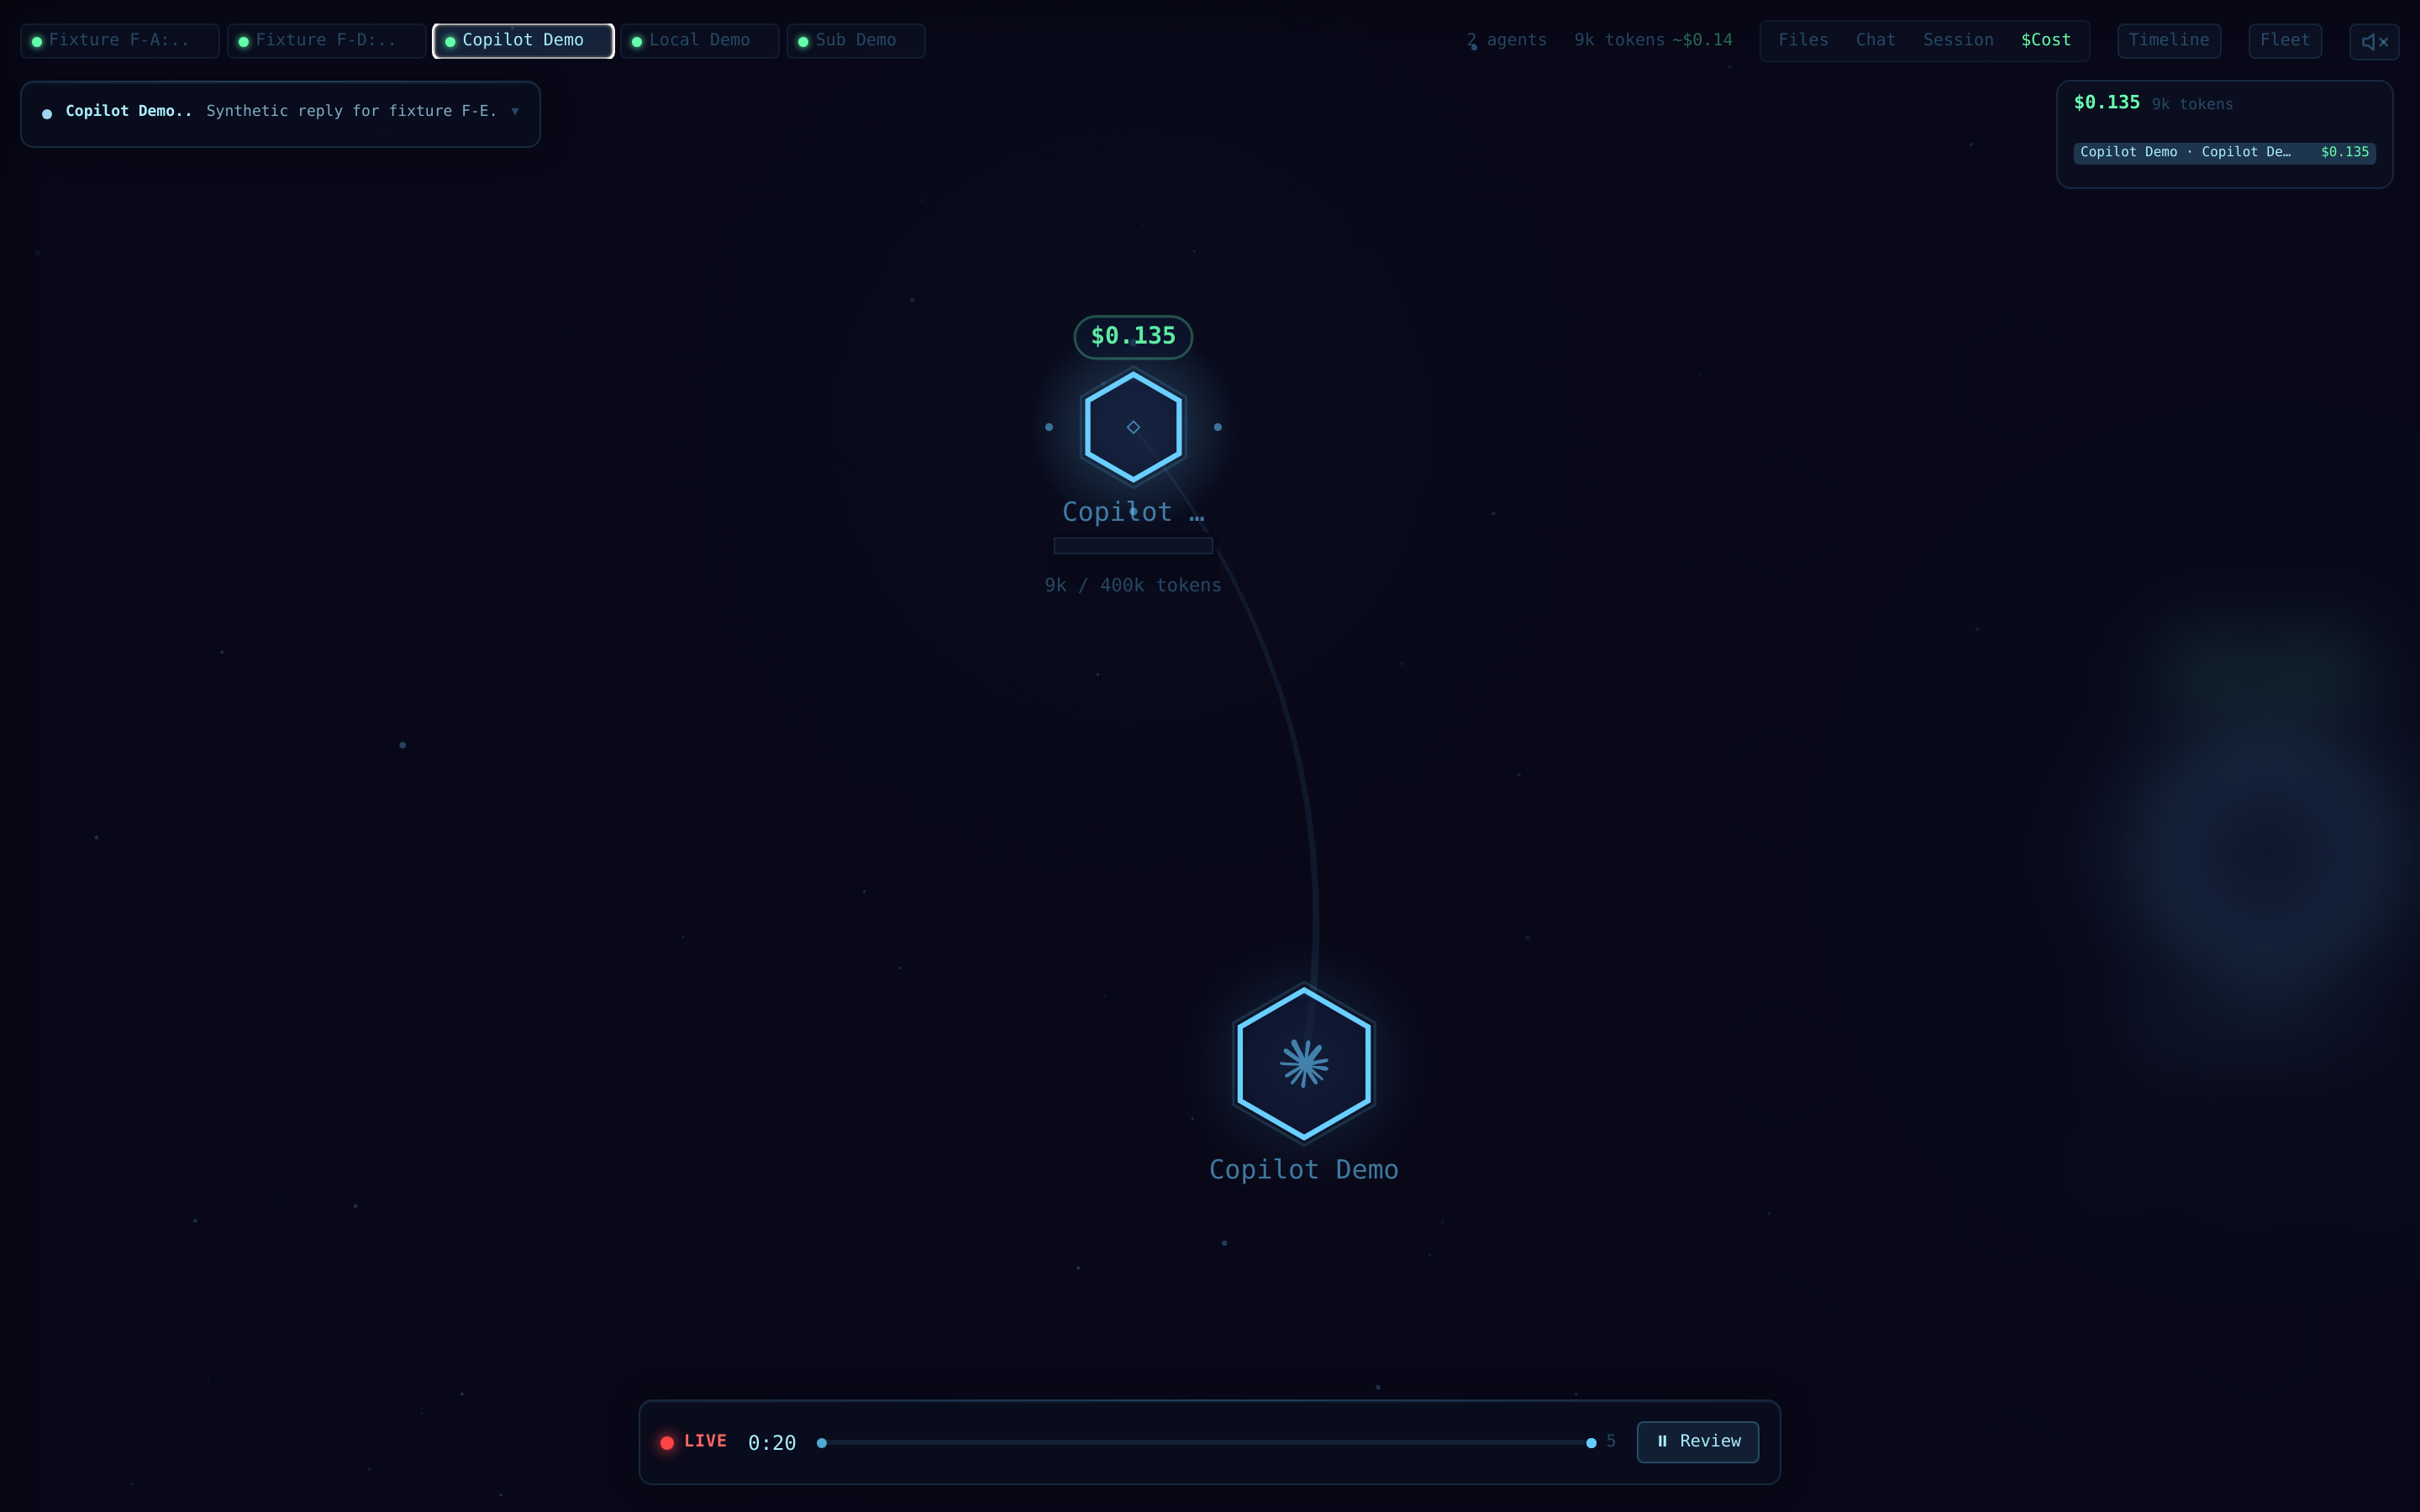 Fixture F-A:.. Fixture F-D:.. Copilot Demo Local Demo Sub Demo 2 agents 9k tokens ~$0.14 Files Chat Session $Cost Timeline Fleet
Copilot Demo.. Synthetic reply for fixture F-E. ▼
$0.135 9k tokens
Copilot Demo · Copilot De… $0.135
$0.135
Copilot …
9k / 400k tokens
Copilot Demo
LIVE 0:20 5 Review